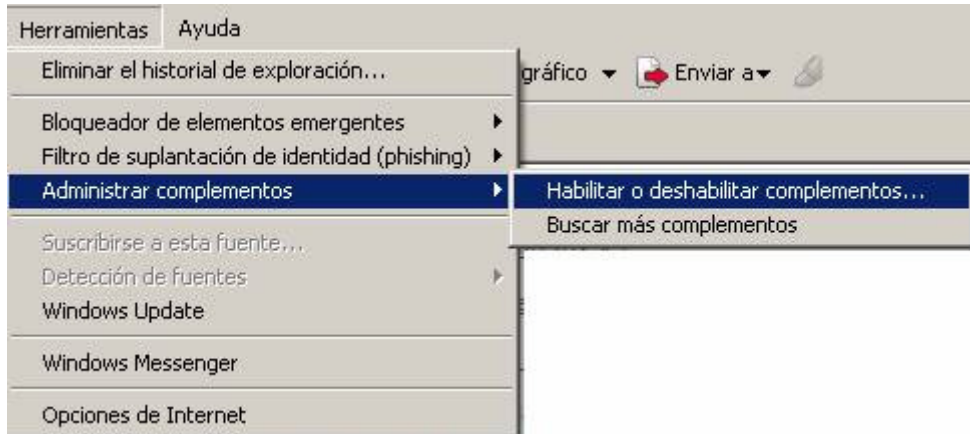 Herramientas Ayuda
Eliminar el historial de exploración...
gráfico Enviar a
Bloqueador de elementos emergentes
Filtro de suplantación de identidad (phishing)
Administrar complementos
Habilitar o deshabilitar complementos...
Buscar más complementos
Suscribirse a esta fuente...
Detección de fuentes
Windows Update
Windows Messenger
Opciones de Internet